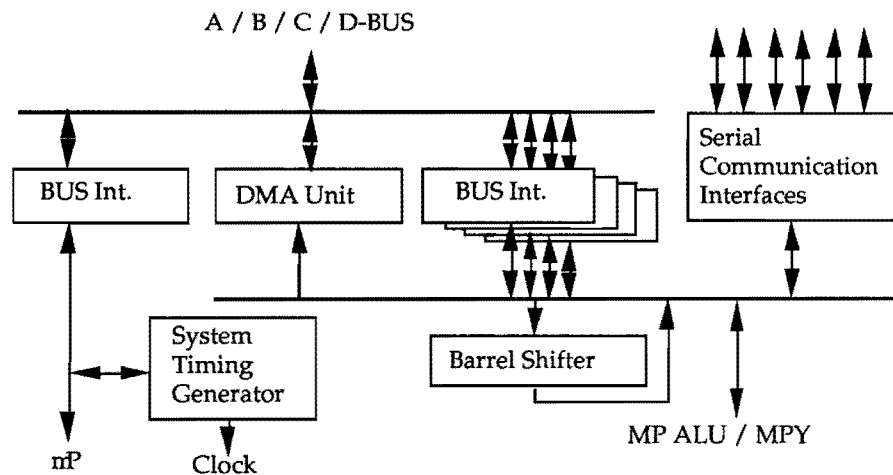 A / B / C / D-BUS
Serial
Communication
Interfaces
BUS Int.
DMA Unit
BUS Int.
System
Timing
Generator
Barrel Shifter
mP
Clock
MP ALU / MPY